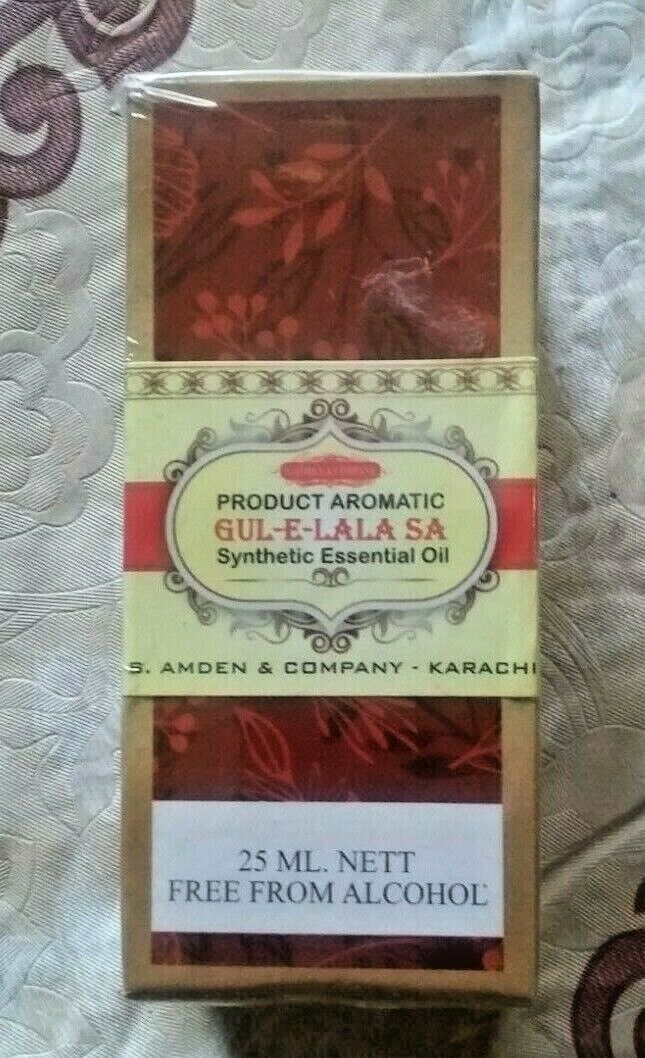 PRODUCT AROMATIC
GUL-E-LALA SA
Synthetic Essential Oil
S. AMDEN & COMPANY - KARACHI
25 ML. NETT
FREE FROM ALCOHOL